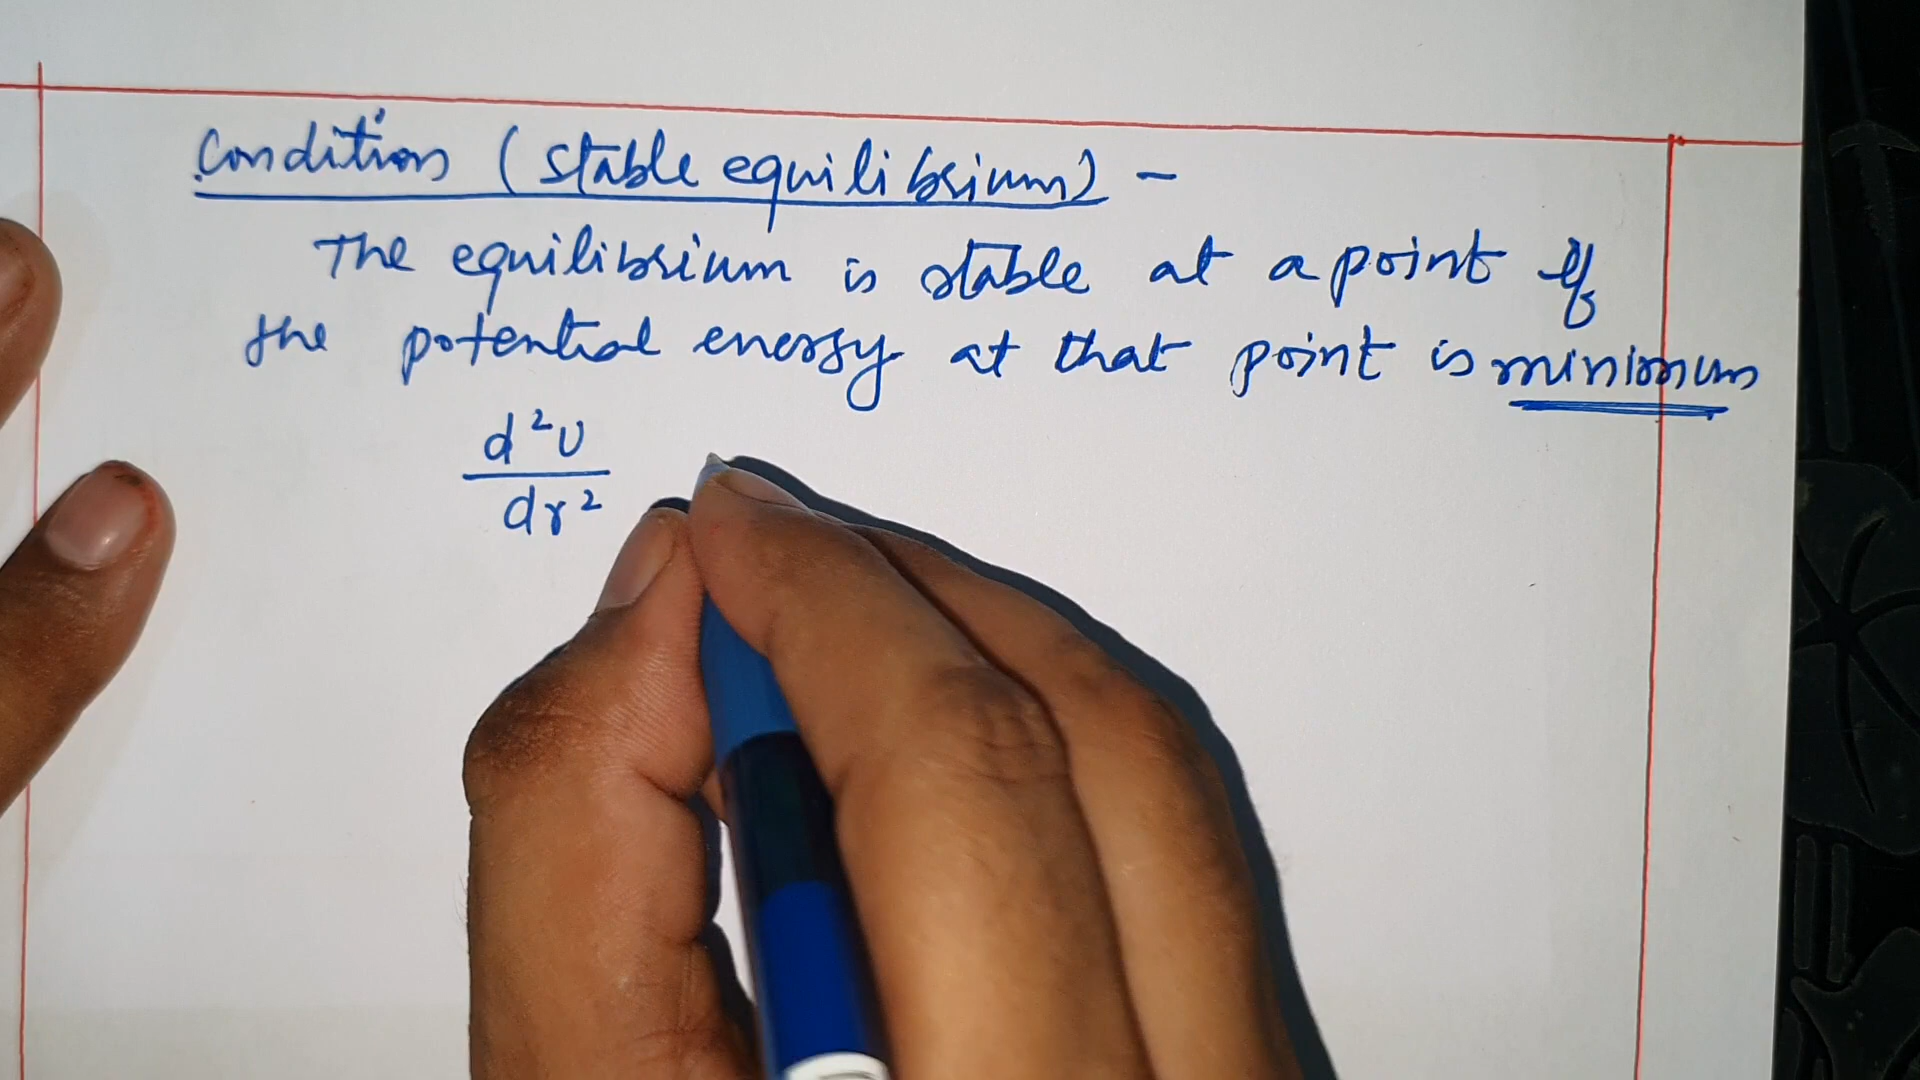 Condition (stable equilibrium) -
The equilibrium is stable at a point if
the potential energy at that point is minimum
d²U
dr²